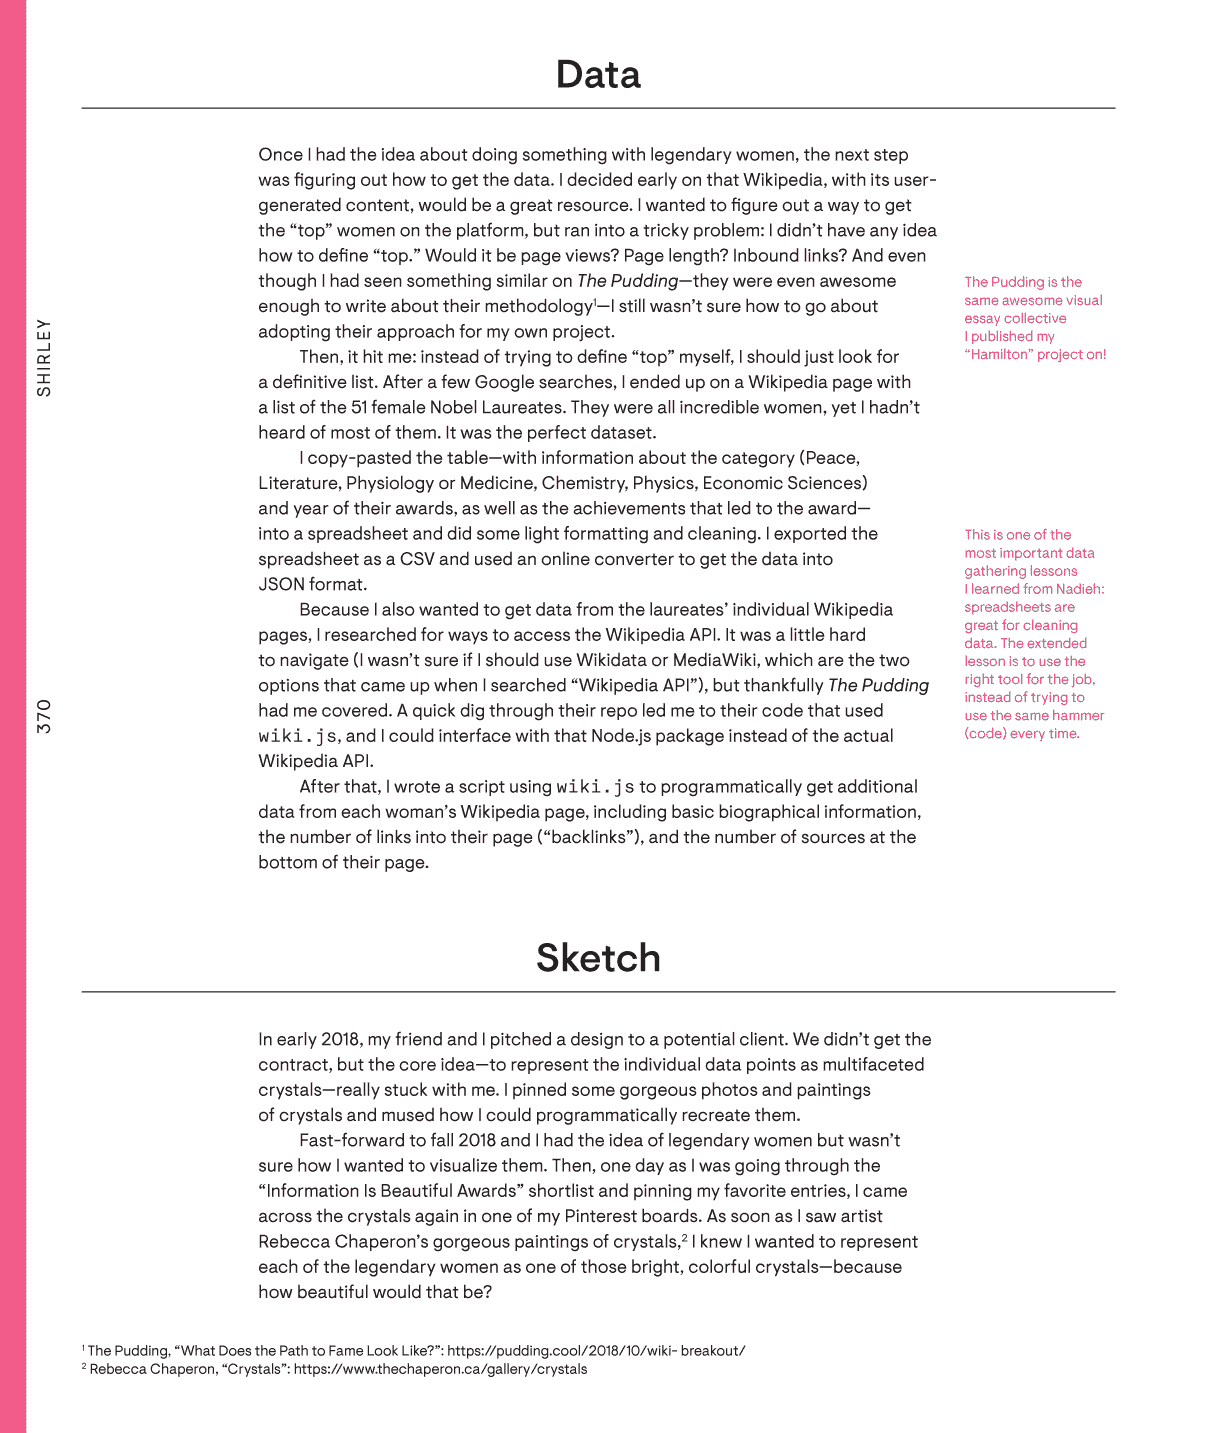 Data
Once I had the idea about doing something with legendary women, the next step
was figuring out how to get the data. I decided early on that Wikipedia, with its user-
generated content, would be a great resource. I wanted to figure out a way to get
the “top” women on the platform, but ran into a tricky problem: I didn’t have any idea
how to define “top.” Would it be page views? Page length? Inbound links? And even
though I had seen something similar on The Pudding—they were even awesome
enough to write about their methodology¹—I still wasn’t sure how to go about
adopting their approach for my own project.
The Pudding is the
same awesome visual
essay collective
I published my
“Hamilton” project on!
Then, it hit me: instead of trying to define “top” myself, I should just look for
a definitive list. After a few Google searches, I ended up on a Wikipedia page with
a list of the 51 female Nobel Laureates. They were all incredible women, yet I hadn’t
heard of most of them. It was the perfect dataset.
I copy-pasted the table—with information about the category (Peace,
Literature, Physiology or Medicine, Chemistry, Physics, Economic Sciences)
and year of their awards, as well as the achievements that led to the award—
into a spreadsheet and did some light formatting and cleaning. I exported the
spreadsheet as a CSV and used an online converter to get the data into
JSON format.
This is one of the
most important data
gathering lessons
I learned from Nadieh:
spreadsheets are
great for cleaning
data. The extended
lesson is to use the
right tool for the job,
instead of trying to
use the same hammer
(code) every time.
Because I also wanted to get data from the laureates’ individual Wikipedia
pages, I researched for ways to access the Wikipedia API. It was a little hard
to navigate (I wasn’t sure if I should use Wikidata or MediaWiki, which are the two
options that came up when I searched “Wikipedia API”), but thankfully The Pudding
had me covered. A quick dig through their repo led me to their code that used
wiki.js, and I could interface with that Node.js package instead of the actual
Wikipedia API.
After that, I wrote a script using wiki.js to programmatically get additional
data from each woman’s Wikipedia page, including basic biographical information,
the number of links into their page (“backlinks”), and the number of sources at the
bottom of their page.
SHIRLEY
370
Sketch
In early 2018, my friend and I pitched a design to a potential client. We didn’t get the
contract, but the core idea—to represent the individual data points as multifaceted
crystals—really stuck with me. I pinned some gorgeous photos and paintings
of crystals and mused how I could programmatically recreate them.
Fast-forward to fall 2018 and I had the idea of legendary women but wasn’t
sure how I wanted to visualize them. Then, one day as I was going through the
“Information Is Beautiful Awards” shortlist and pinning my favorite entries, I came
across the crystals again in one of my Pinterest boards. As soon as I saw artist
Rebecca Chaperon’s gorgeous paintings of crystals,² I knew I wanted to represent
each of the legendary women as one of those bright, colorful crystals—because
how beautiful would that be?
¹ The Pudding, “What Does the Path to Fame Look Like?”: https://pudding.cool/2018/10/wiki- breakout/
² Rebecca Chaperon, “Crystals”: https://www.thechaperon.ca/gallery/crystals